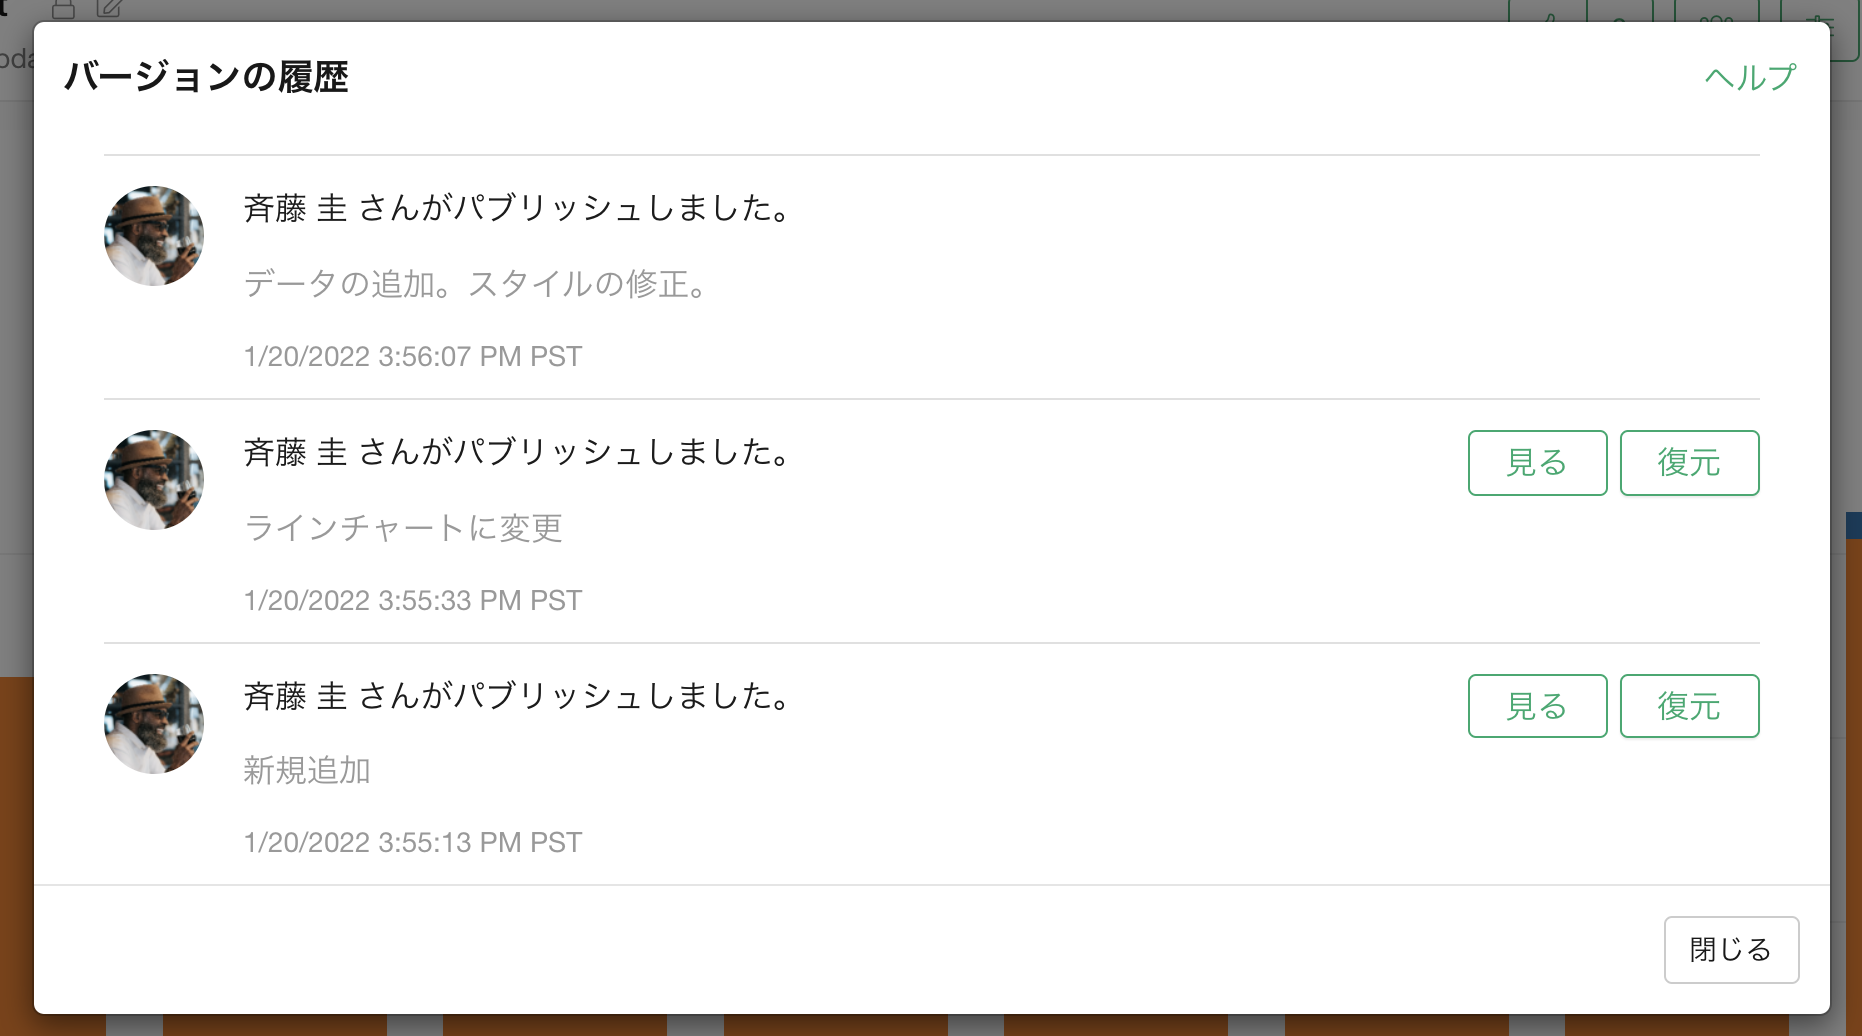 バージョンの履歴
ヘルプ
斉藤 圭 さんがパブリッシュしました。
データの追加。スタイルの修正。
1/20/2022 3:56:07 PM PST
斉藤 圭 さんがパブリッシュしました。
見る
復元
ラインチャートに変更
1/20/2022 3:55:33 PM PST
斉藤 圭 さんがパブリッシュしました。
見る
復元
新規追加
1/20/2022 3:55:13 PM PST
閉じる